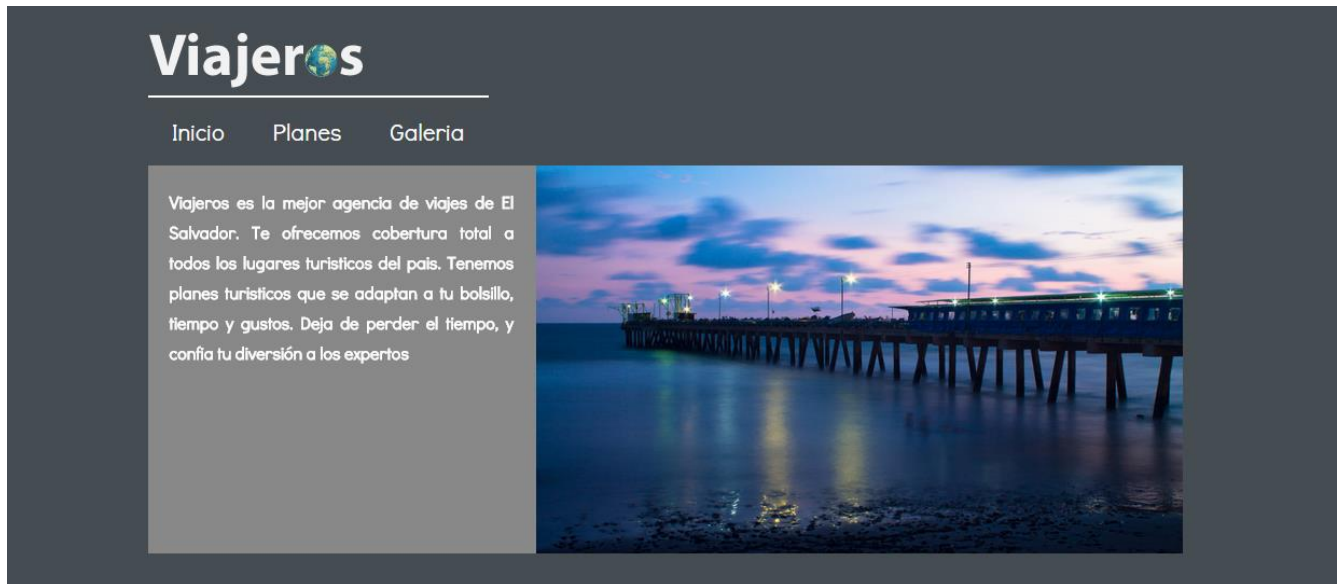 Viajeros
Inicio Planes Galeria
Viajeros es la mejor agencia de viajes de El
Salvador. Te ofrecemos cobertura total a
todos los lugares turisticos del pais. Tenemos
planes turisticos que se adaptan a tu bolsillo,
tiempo y gustos. Deja de perder el tiempo, y
confia tu diversión a los expertos